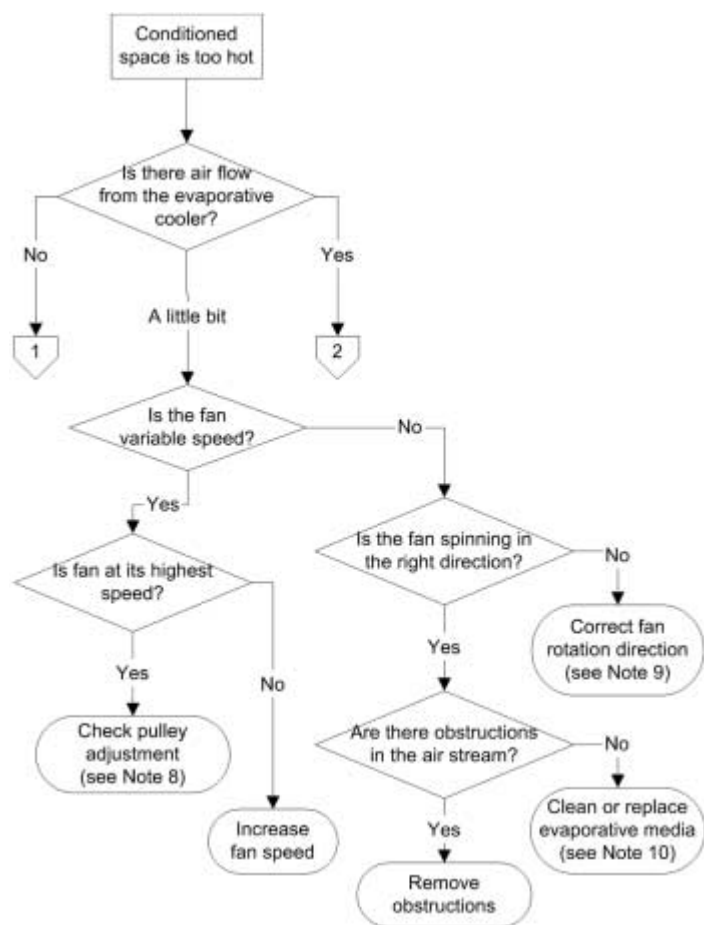 Conditioned
space is too hot
Is there air flow
from the evaporative
cooler?
No
Yes
A little bit
1
2
Is the fan
variable speed?
No
Yes
Is the fan spinning in
the right direction?
Is fan at its highest
speed?
No
Correct fan
rotation direction
(see Note 9)
Yes
Yes
No
Check pulley
adjustment
(see Note 8)
Are there obstructions
in the air stream?
No
Clean or replace
evaporative media
(see Note 10)
Increase
fan speed
Yes
Remove
obstructions